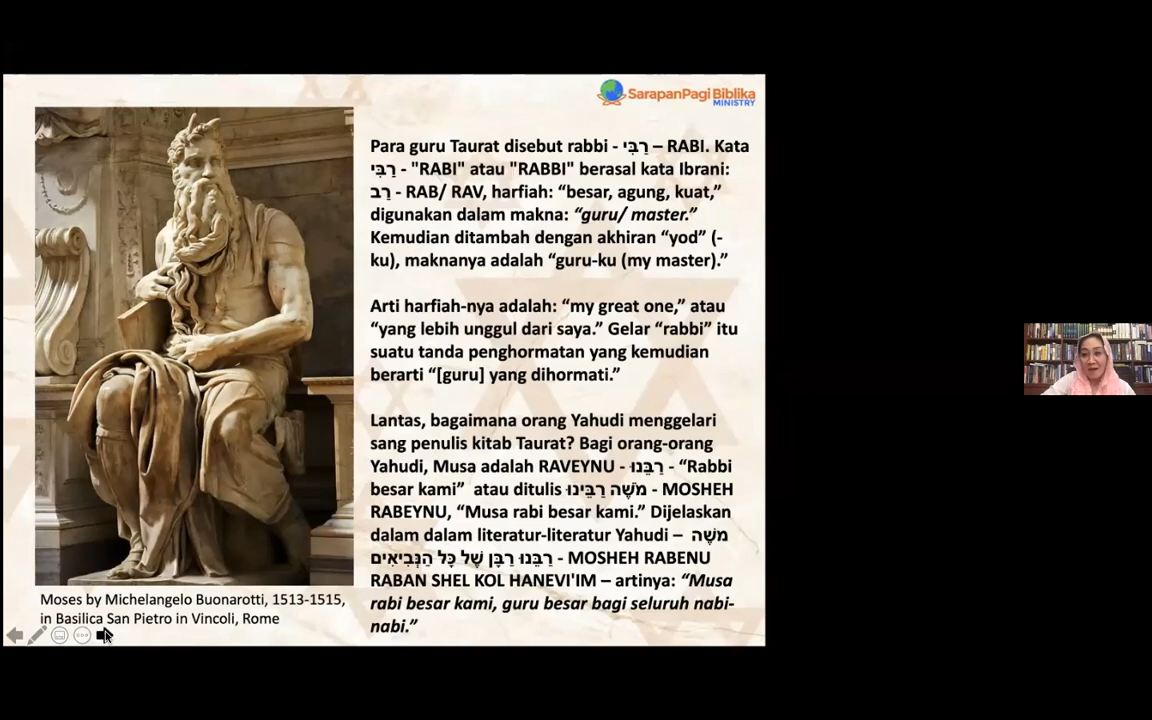 SarapanPagi Biblika
MINISTRY
Para guru Taurat disebut rabbi - רַבִּי – RABI. Kata
רַבִּי - "RABI" atau "RABBI" berasal kata Ibrani:
רַב - RAB/ RAV, harfiah: “besar, agung, kuat,”
digunakan dalam makna: “guru/ master.”
Kemudian ditambah dengan akhiran “yod” (-
ku), maknanya adalah “guru-ku (my master).”
Arti harfiah-nya adalah: “my great one,” atau
“yang lebih unggul dari saya.” Gelar “rabbi” itu
suatu tanda penghormatan yang kemudian
berarti “[guru] yang dihormati.”
Lantas, bagaimana orang Yahudi menggelari
sang penulis kitab Taurat? Bagi orang-orang
Yahudi, Musa adalah RAVEYNU - רַבֵּנוּ - “Rabbi
besar kami” atau ditulis מֹשֶׁה רַבֵּינוּ - MOSHEH
RABEYNU, “Musa rabi besar kami.” Dijelaskan
dalam dalam literatur-literatur Yahudi – מֹשֶׁה
רַבֵּנוּ רַבָּן שֶׁל כָּל הַנְּבִיאִים - MOSHEH RABENU
RABAN SHEL KOL HANEVI'IM – artinya: “Musa
rabi besar kami, guru besar bagi seluruh nabi-
nabi.”
Moses by Michelangelo Buonarotti, 1513-1515,
in Basilica San Pietro in Vincoli, Rome